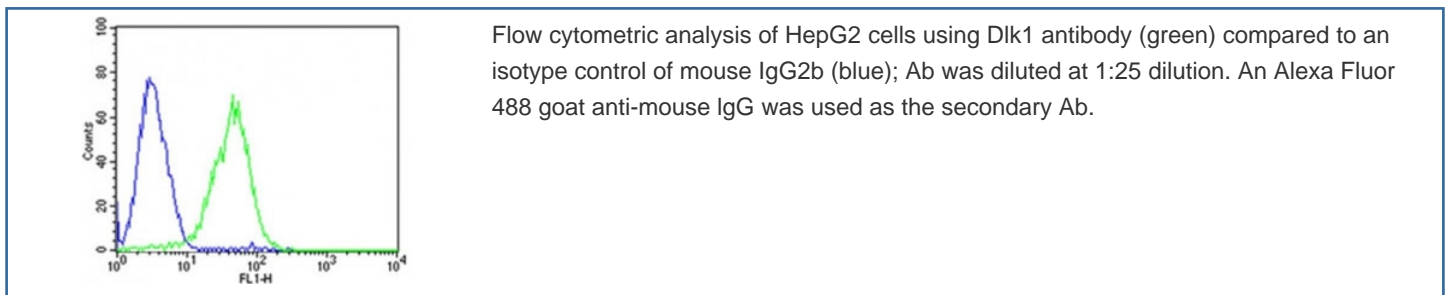 100
80
60
40
20
0
Counts
10⁰ 10¹ 10² 10³ 10⁴
FL1-H
Flow cytometric analysis of HepG2 cells using Dlk1 antibody (green) compared to an
isotype control of mouse IgG2b (blue); Ab was diluted at 1:25 dilution. An Alexa Fluor
488 goat anti-mouse lgG was used as the secondary Ab.